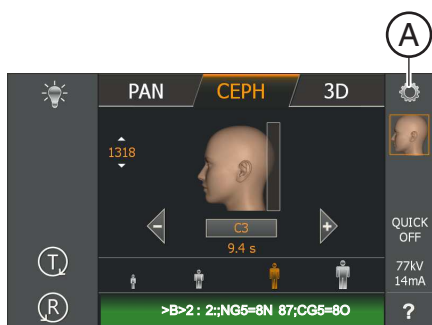 A
PAN CEPH 3D
1318
C3
9.4 s
QUICK
OFF
77kV
14mA
T
R
>B>2 : 2:;NG5=8N 87;CG5=8O
?